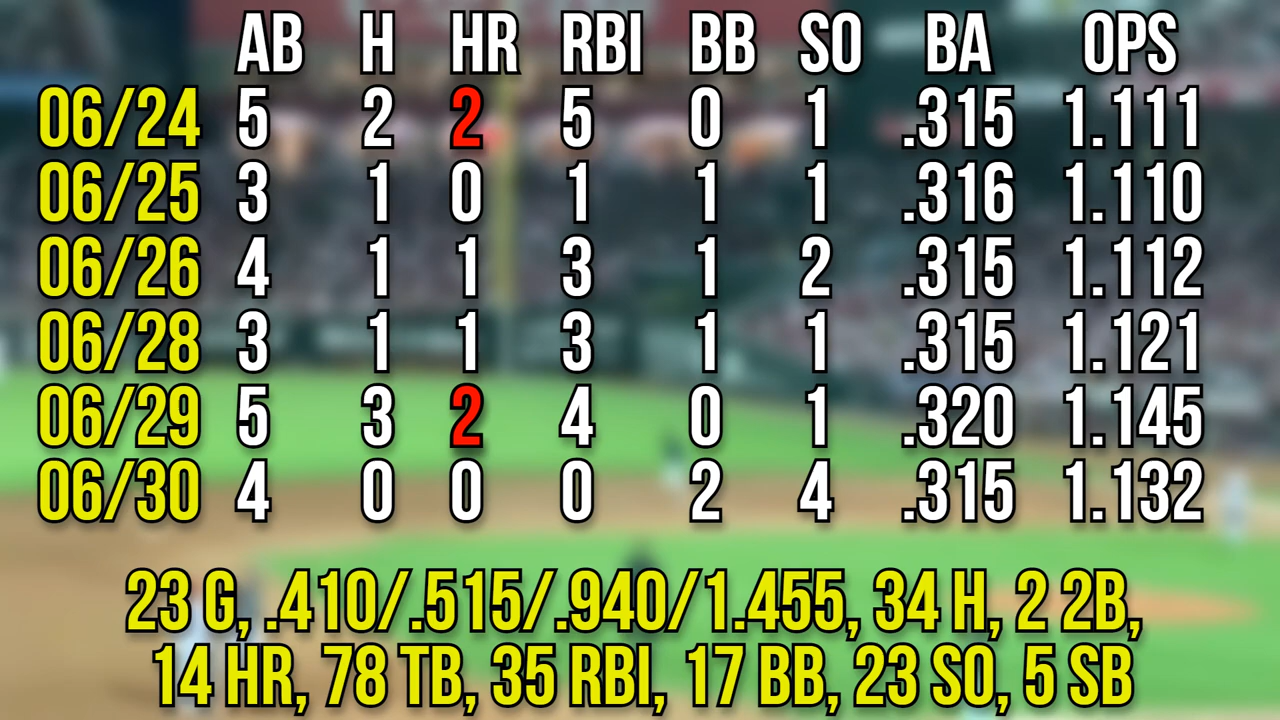 AB H HR RBI BB SO BA OPS
06/24 5 2 2 5 0 1 .315 1.111
06/25 3 1 0 1 1 1 .316 1.110
06/26 4 1 1 3 1 2 .315 1.112
06/28 3 1 1 3 1 1 .315 1.121
06/29 5 3 2 4 0 1 .320 1.145
06/30 4 0 0 0 2 4 .315 1.132
23 G, .410/.515/.940/1.455, 34 H, 2 2B,
14 HR, 78 TB, 35 RBI, 17 BB, 23 SO, 5 SB